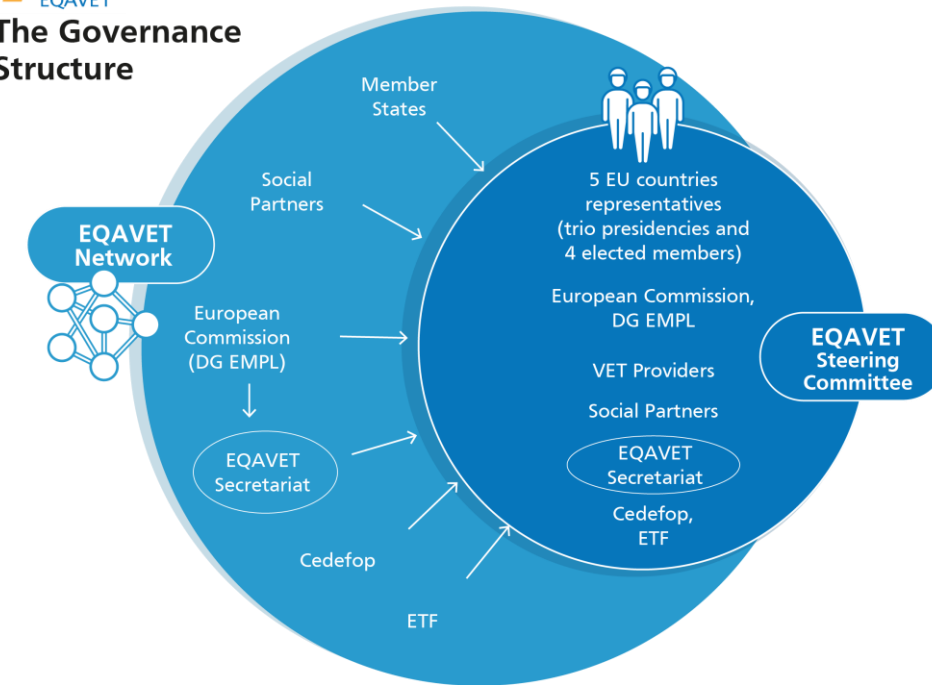 EQAVET
The Governance
Structure
Member
States
Social
Partners
EQAVET
Network
European
Commission
(DG EMPL)
EQAVET
Secretariat
Cedefop
ETF
5 EU countries
representatives
(trio presidencies and
4 elected members)
European Commission,
DG EMPL
VET Providers
Social Partners
EQAVET
Secretariat
Cedefop,
ETF
EQAVET
Steering
Committee